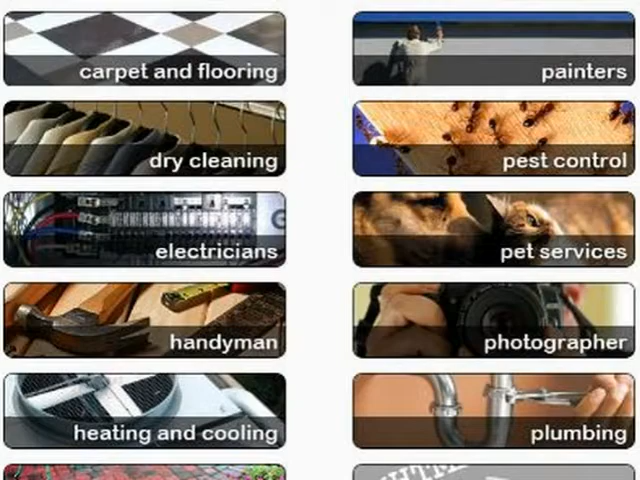 carpet and flooring
painters
dry cleaning
pest control
electricians
pet services
handyman
photographer
heating and cooling
plumbing